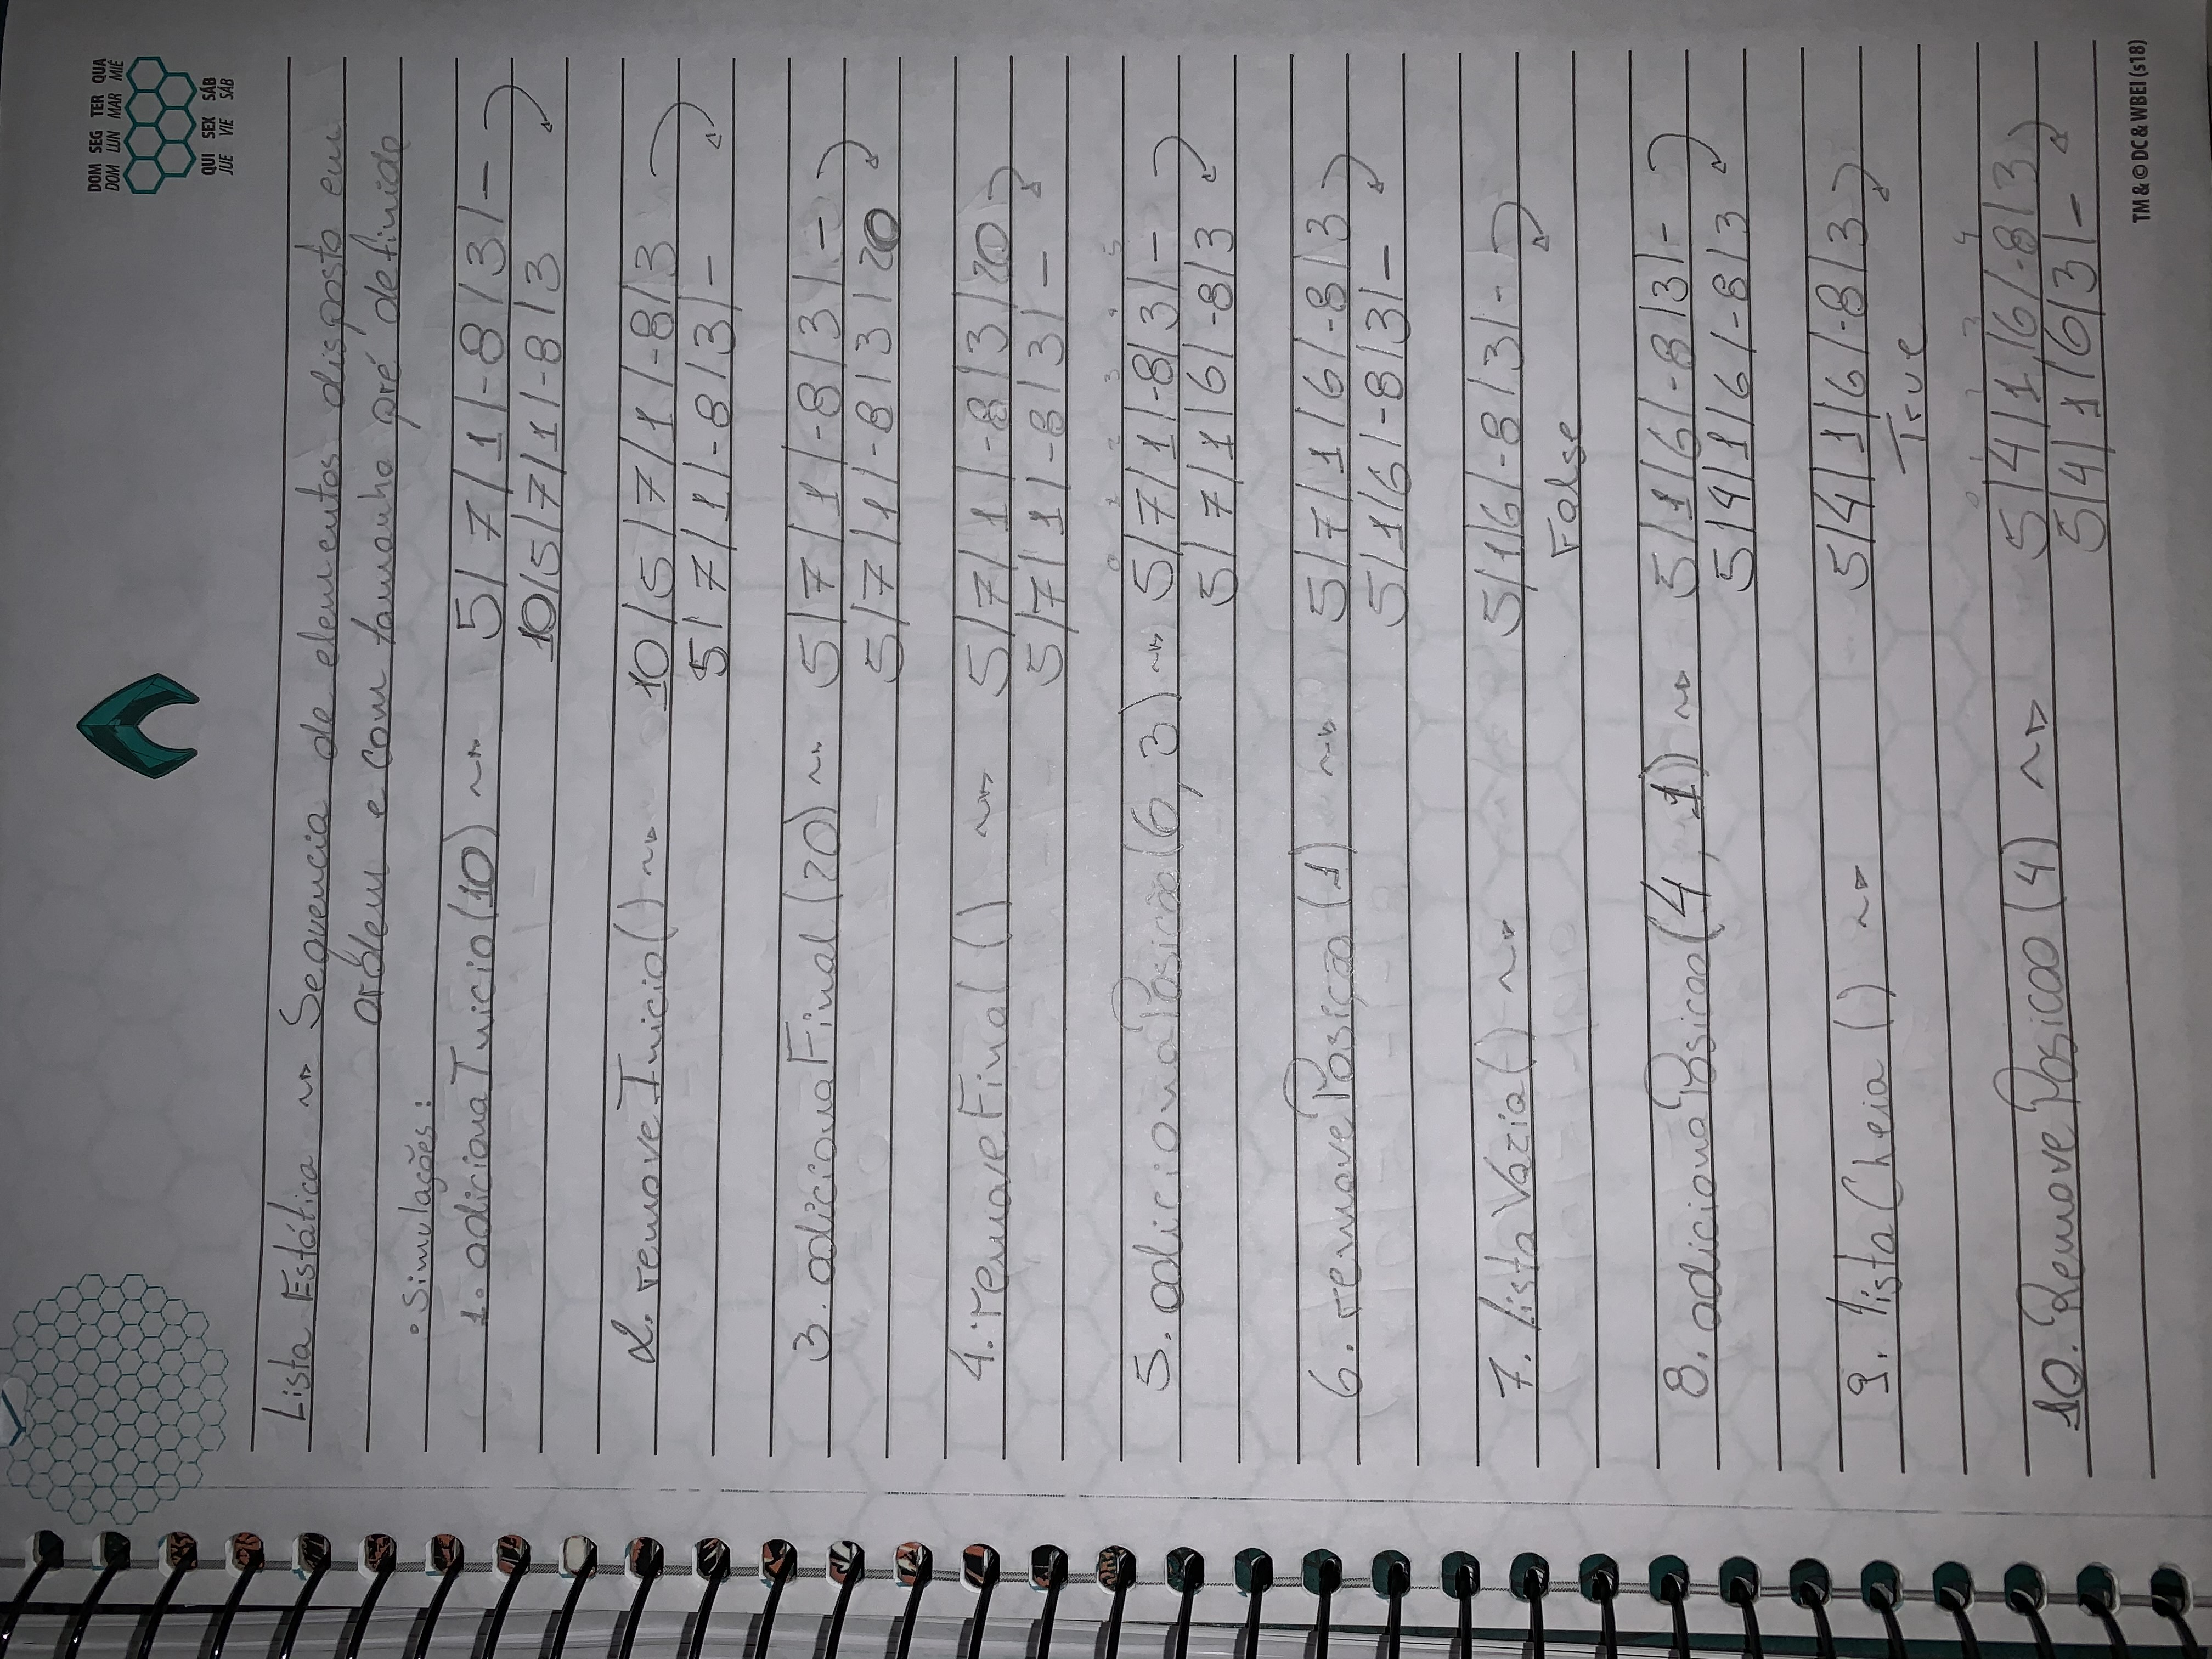 DOM SEG TER QUA
DOM LUN MAR MIÉ
QUI SEX SÁB
JUE VIE SÁB
Lista Estática ~> Sequencia de elementos disposto em
ordem e com tamanho pré definido
• Simulações:
1. adicionaInicio(10) ~> 5/7/1/-8/3/-
10/5/7/1/-8/3
2. removeInicio() ~> 10/5/7/1/-8/3
5/7/1/-8/3/-
3. adicionaFinal(20) ~> 5/7/1/-8/3/-
5/7/1/-8/3/20
4. removeFinal() ~> 5/7/1/-8/3/20
5/7/1/-8/3/-
0 1 2 3 4 5
5. adicionaPosicão(6, 3) ~> 5/7/1/-8/3/-
5/7/1/6/-8/3
6. removePosição(1) ~> 5/7/1/6/-8/3
5/1/6/-8/3/-
7. listaVazia() ~> 5/1/6/-8/3/-
False
8. adicionaPosicao(4, 1) ~> 5/1/6/-8/3/-
5/4/1/6/-8/3
9. listaCheia() ~> 5/4/1/6/-8/3
True
0 1 2 3 4
10. RemovePosicao(4) ~> 5/4/1/6/-8/3
5/4/1/6/3/-
TM & © DC & WBEI (s18)